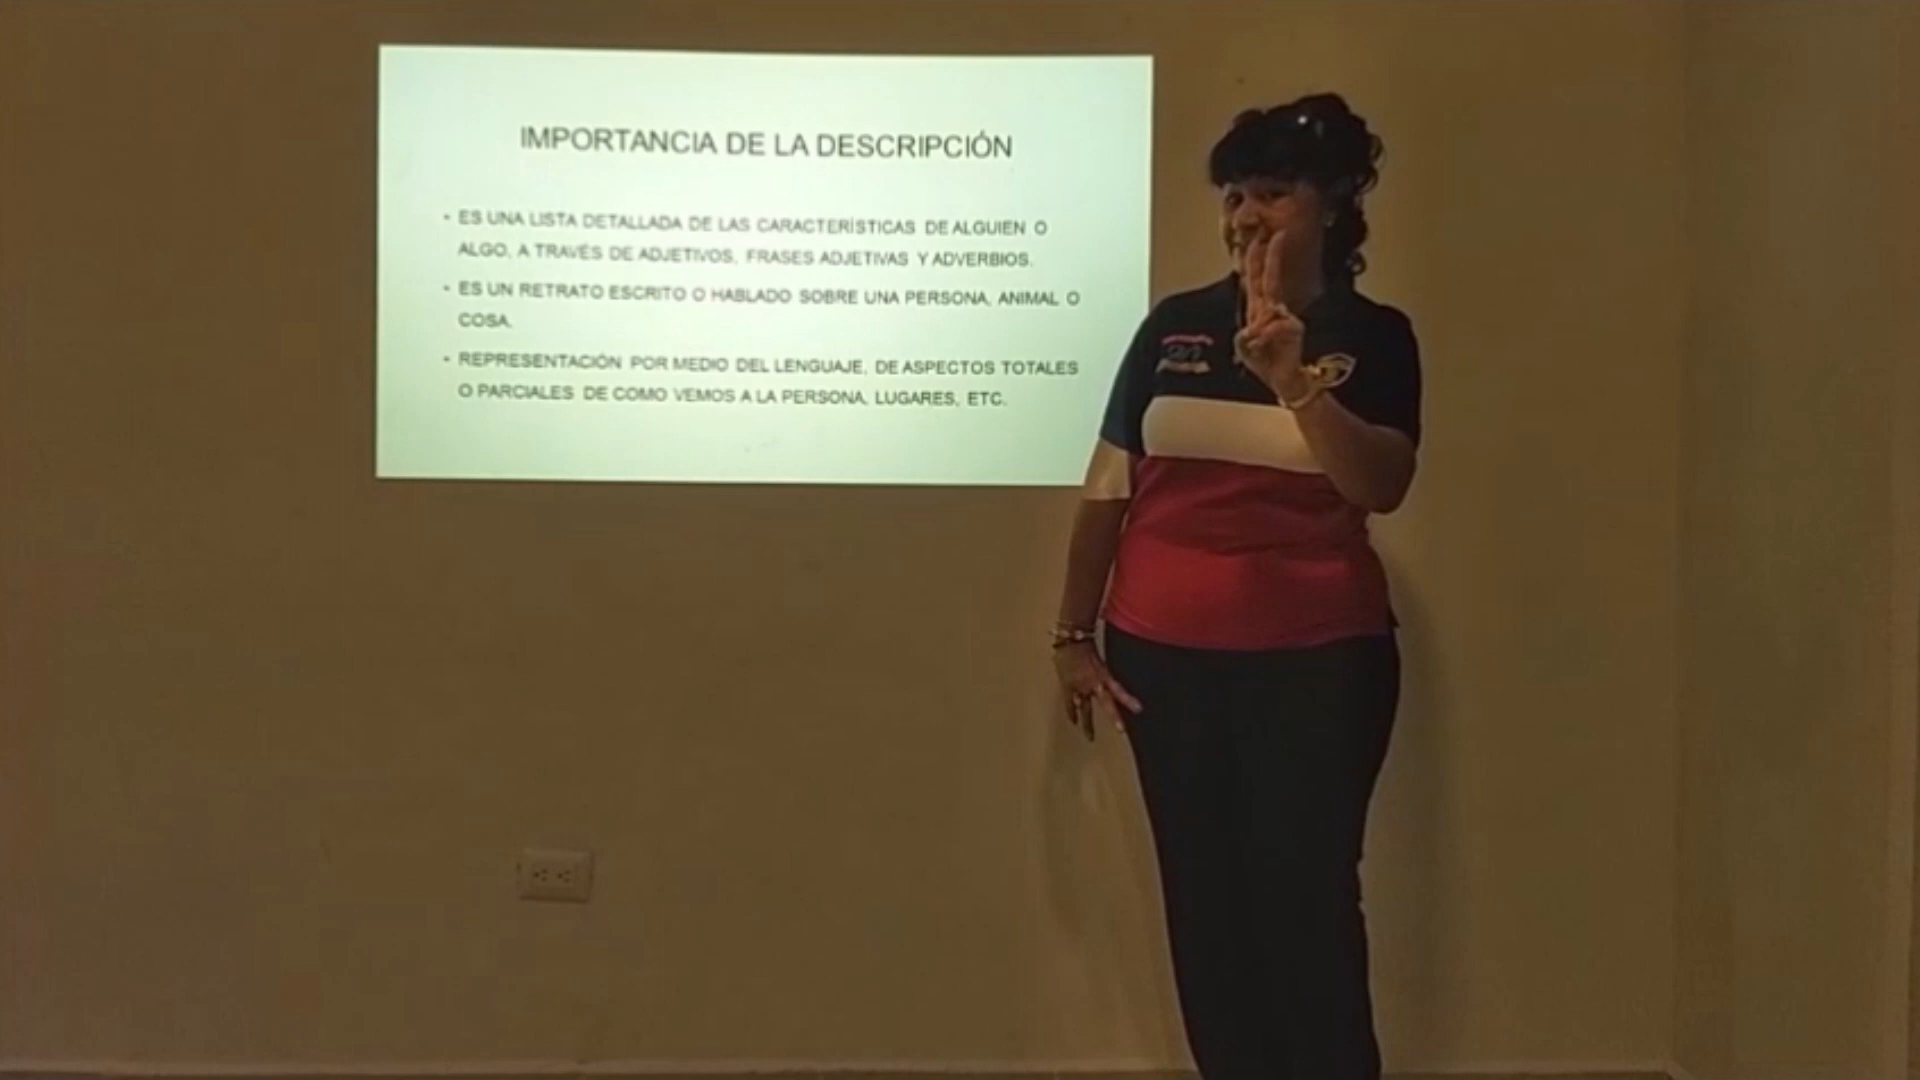 IMPORTANCIA DE LA DESCRIPCIÓN
• ES UNA LISTA DETALLADA DE LAS CARACTERÍSTICAS DE ALGUIEN O
ALGO, A TRAVÉS DE ADJETIVOS, FRASES ADJETIVAS Y ADVERBIOS.
• ES UN RETRATO ESCRITO O HABLADO SOBRE UNA PERSONA, ANIMAL O
COSA.
• REPRESENTACIÓN POR MEDIO DEL LENGUAJE, DE ASPECTOS TOTALES
O PARCIALES DE COMO VEMOS A LA PERSONA, LUGARES, ETC.